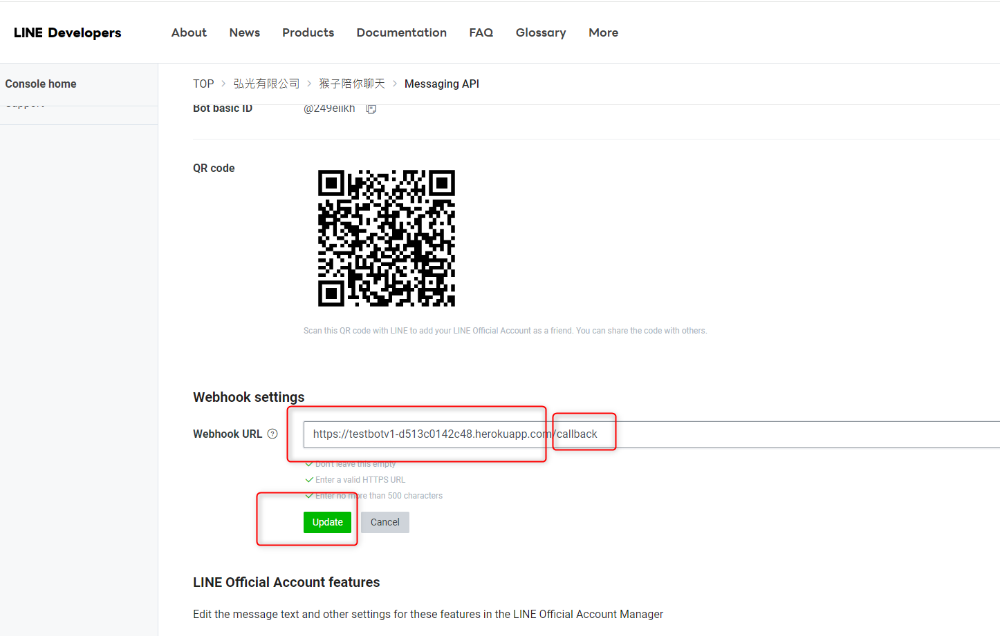 LINE Developers About News Products Documentation FAQ Glossary More
Console home
TOP > 弘光有限公司 > 猴子陪你聊天 > Messaging API
Support
Bot basic ID @249eilkh
QR code
Scan this QR code with LINE to add your LINE Official Account as a friend. You can share the code with others.
Webhook settings
Webhook URL ? https://testbotv1-d513c0142c48.herokuapp.com/callback
Don't leave this empty
Enter a valid HTTPS URL
Enter no more than 500 characters
Update Cancel
LINE Official Account features
Edit the message text and other settings for these features in the LINE Official Account Manager